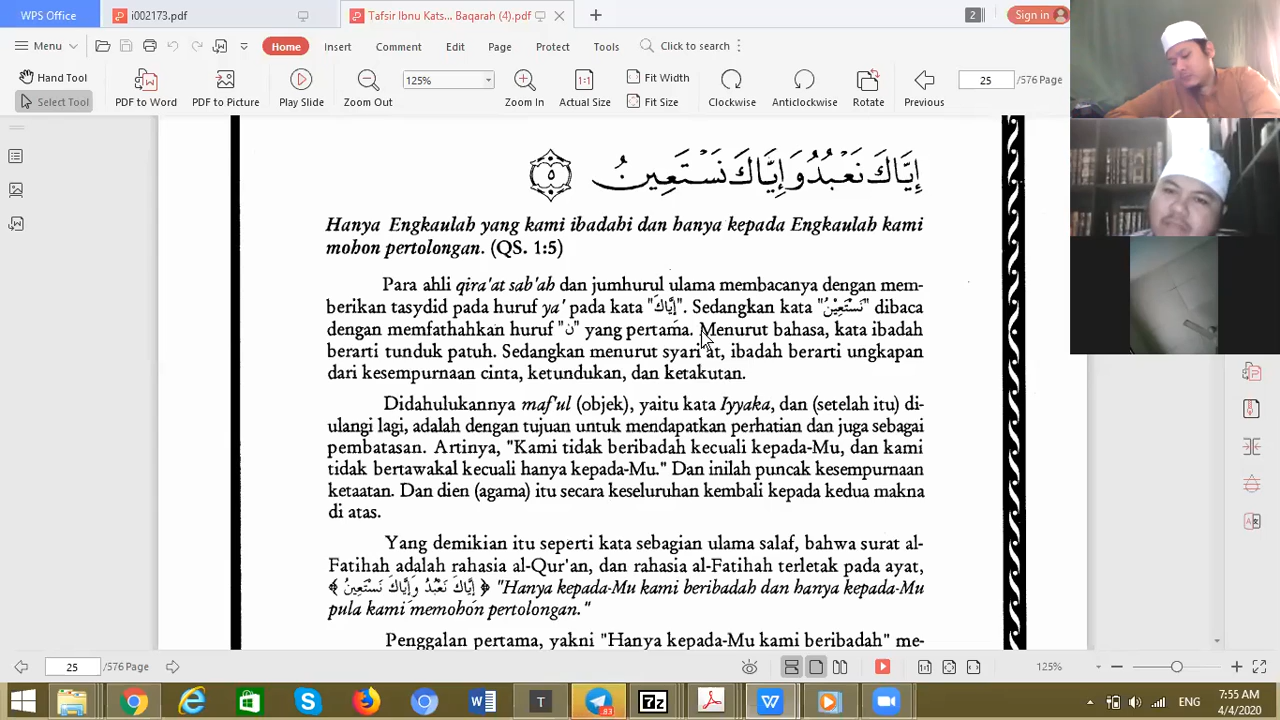 WPS Office
i002173.pdf
Tafsir Ibnu Kats... Baqarah (4).pdf
2
Sign in
Menu
Home
Insert
Comment
Edit
Page
Protect
Tools
Click to search
Hand Tool
Select Tool
PDF to Word
PDF to Picture
Play Slide
Zoom Out
125%
Zoom In
1:1
Actual Size
Fit Width
Fit Size
Clockwise
Anticlockwise
Rotate
Previous
25
/576 Page
إِيَّاكَ نَعْبُدُ وَإِيَّاكَ نَسْتَعِينُ ٥
Hanya Engkaulah yang kami ibadahi dan hanya kepada Engkaulah kami
mohon pertolongan. (QS. 1:5)
Para ahli qira'at sab'ah dan jumhurul ulama membacanya dengan mem-
berikan tasydid pada huruf ya' pada kata "إِيَّاكَ". Sedangkan kata "نَسْتَعِيْنُ" dibaca
dengan memfathahkan huruf "ن" yang pertama. Menurut bahasa, kata ibadah
berarti tunduk patuh. Sedangkan menurut syari'at, ibadah berarti ungkapan
dari kesempurnaan cinta, ketundukan, dan ketakutan.
Didahulukannya maf'ul (objek), yaitu kata Iyyaka, dan (setelah itu) di-
ulangi lagi, adalah dengan tujuan untuk mendapatkan perhatian dan juga sebagai
pembatasan. Artinya, "Kami tidak beribadah kecuali kepada-Mu, dan kami
tidak bertawakal kecuali hanya kepada-Mu." Dan inilah puncak kesempurnaan
ketaatan. Dan dien (agama) itu secara keseluruhan kembali kepada kedua makna
di atas.
Yang demikian itu seperti kata sebagian ulama salaf, bahwa surat al-
Fatihah adalah rahasia al-Qur'an, dan rahasia al-Fatihah terletak pada ayat,
﴿ إِيَّاكَ نَعْبُدُ وَإِيَّاكَ نَسْتَعِيْنُ ﴾ "Hanya kepada-Mu kami beribadah dan hanya kepada-Mu
pula kami memohon pertolongan."
Penggalan pertama, yakni "Hanya kepada-Mu kami beribadah" me-
25
/576 Page
125%
83
ENG
7:55 AM
4/4/2020